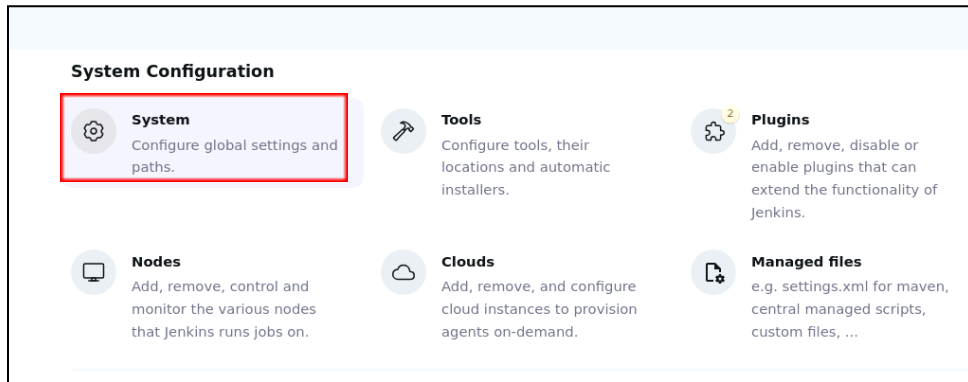 System Configuration
System
Configure global settings and
paths.
Tools
Configure tools, their
locations and automatic
installers.
2
Plugins
Add, remove, disable or
enable plugins that can
extend the functionality of
Jenkins.
Nodes
Add, remove, control and
monitor the various nodes
that Jenkins runs jobs on.
Clouds
Add, remove, and configure
cloud instances to provision
agents on-demand.
Managed files
e.g. settings.xml for maven,
central managed scripts,
custom files, ...